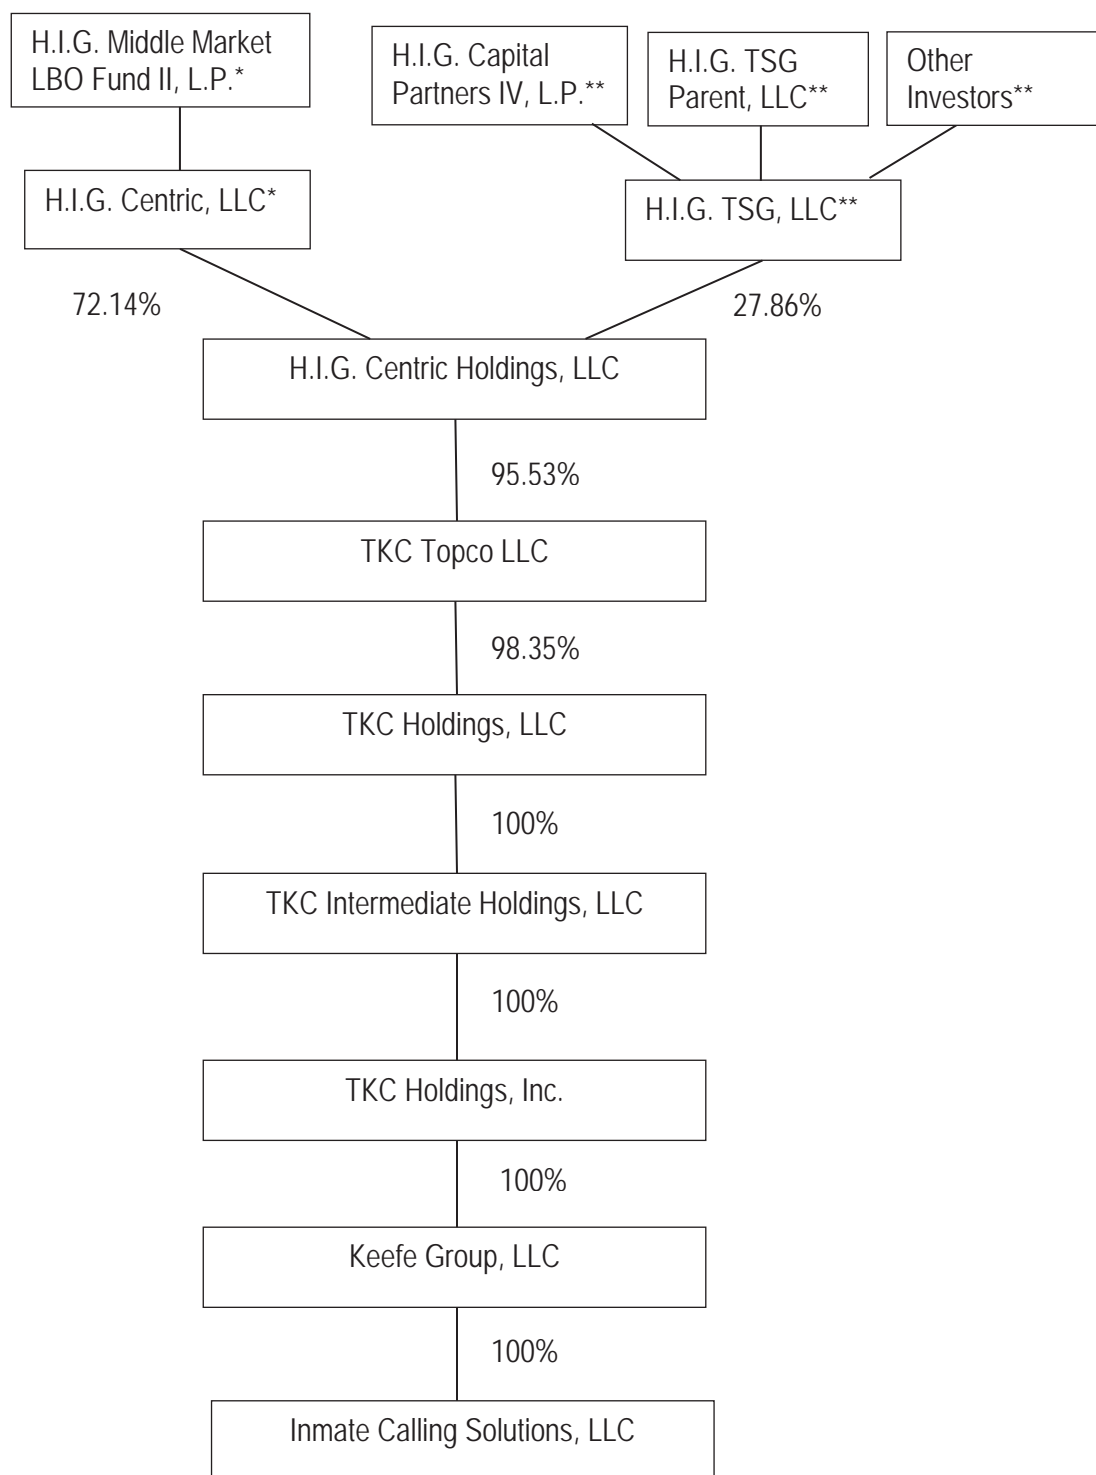 H.I.G. Middle Market
LBO Fund II, L.P.*
H.I.G. Capital
Partners IV, L.P.**
H.I.G. TSG
Parent, LLC**
Other
Investors**
H.I.G. Centric, LLC*
H.I.G. TSG, LLC**
72.14%
27.86%
H.I.G. Centric Holdings, LLC
95.53%
TKC Topco LLC
98.35%
TKC Holdings, LLC
100%
TKC Intermediate Holdings, LLC
100%
TKC Holdings, Inc.
100%
Keefe Group, LLC
100%
Inmate Calling Solutions, LLC